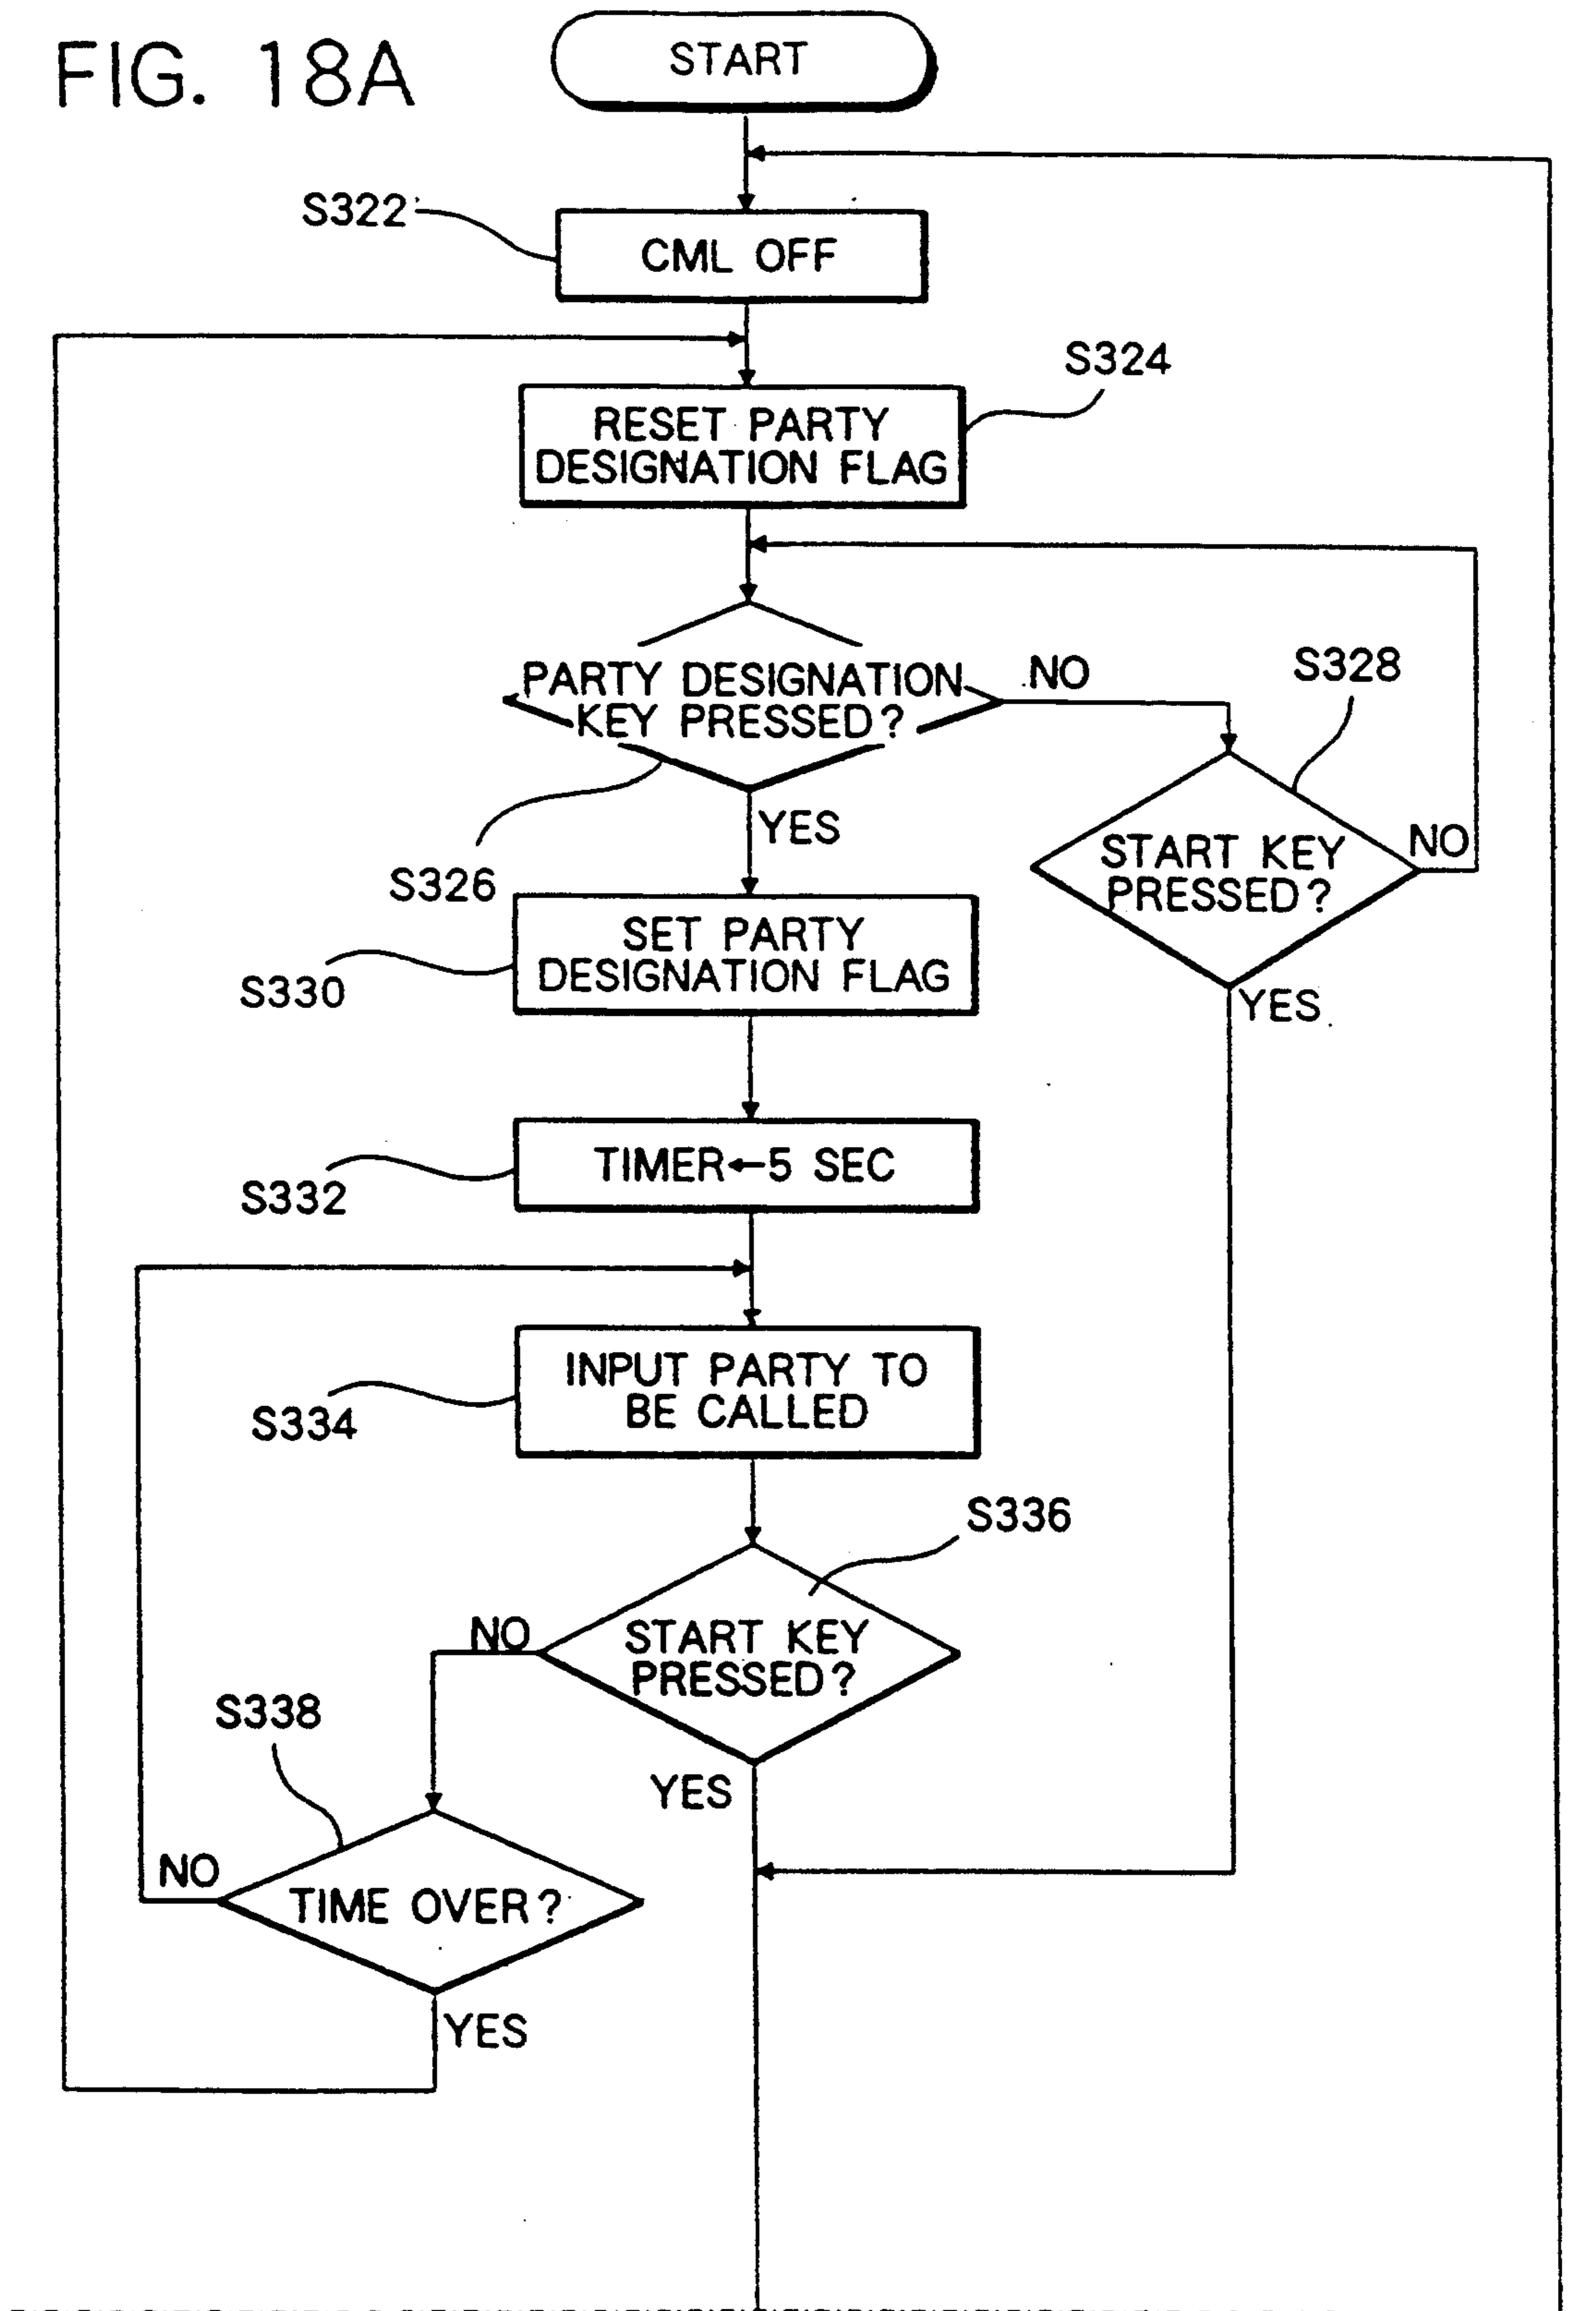 FIG. 18A
START
S322
CML OFF
S324
RESET PARTY
DESIGNATION FLAG
PARTY DESIGNATION
KEY PRESSED?
NO
S328
YES
S326
START KEY
PRESSED?
NO
SET PARTY
DESIGNATION FLAG
S330
YES
TIMER←5 SEC
S332
INPUT PARTY TO
BE CALLED
S334
S336
NO
START KEY
PRESSED?
S338
YES
NO
TIME OVER?
YES